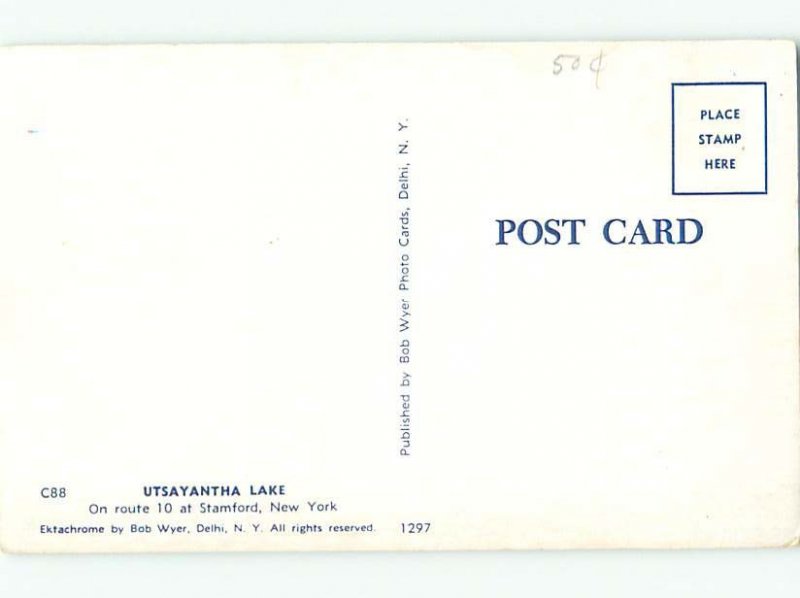 50¢
PLACE
STAMP
HERE
POST CARD
Published by Bob Wyer Photo Cards, Delhi, N. Y.
C88 UTSAYANTHA LAKE
On route 10 at Stamford, New York
Ektachrome by Bob Wyer, Delhi, N. Y. All rights reserved. 1297